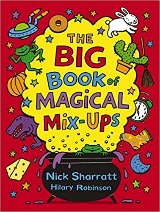 THE
BIG
BOOK of
MAGICAL
Mix-UPS
Nick Sharratt
Hilary Robinson